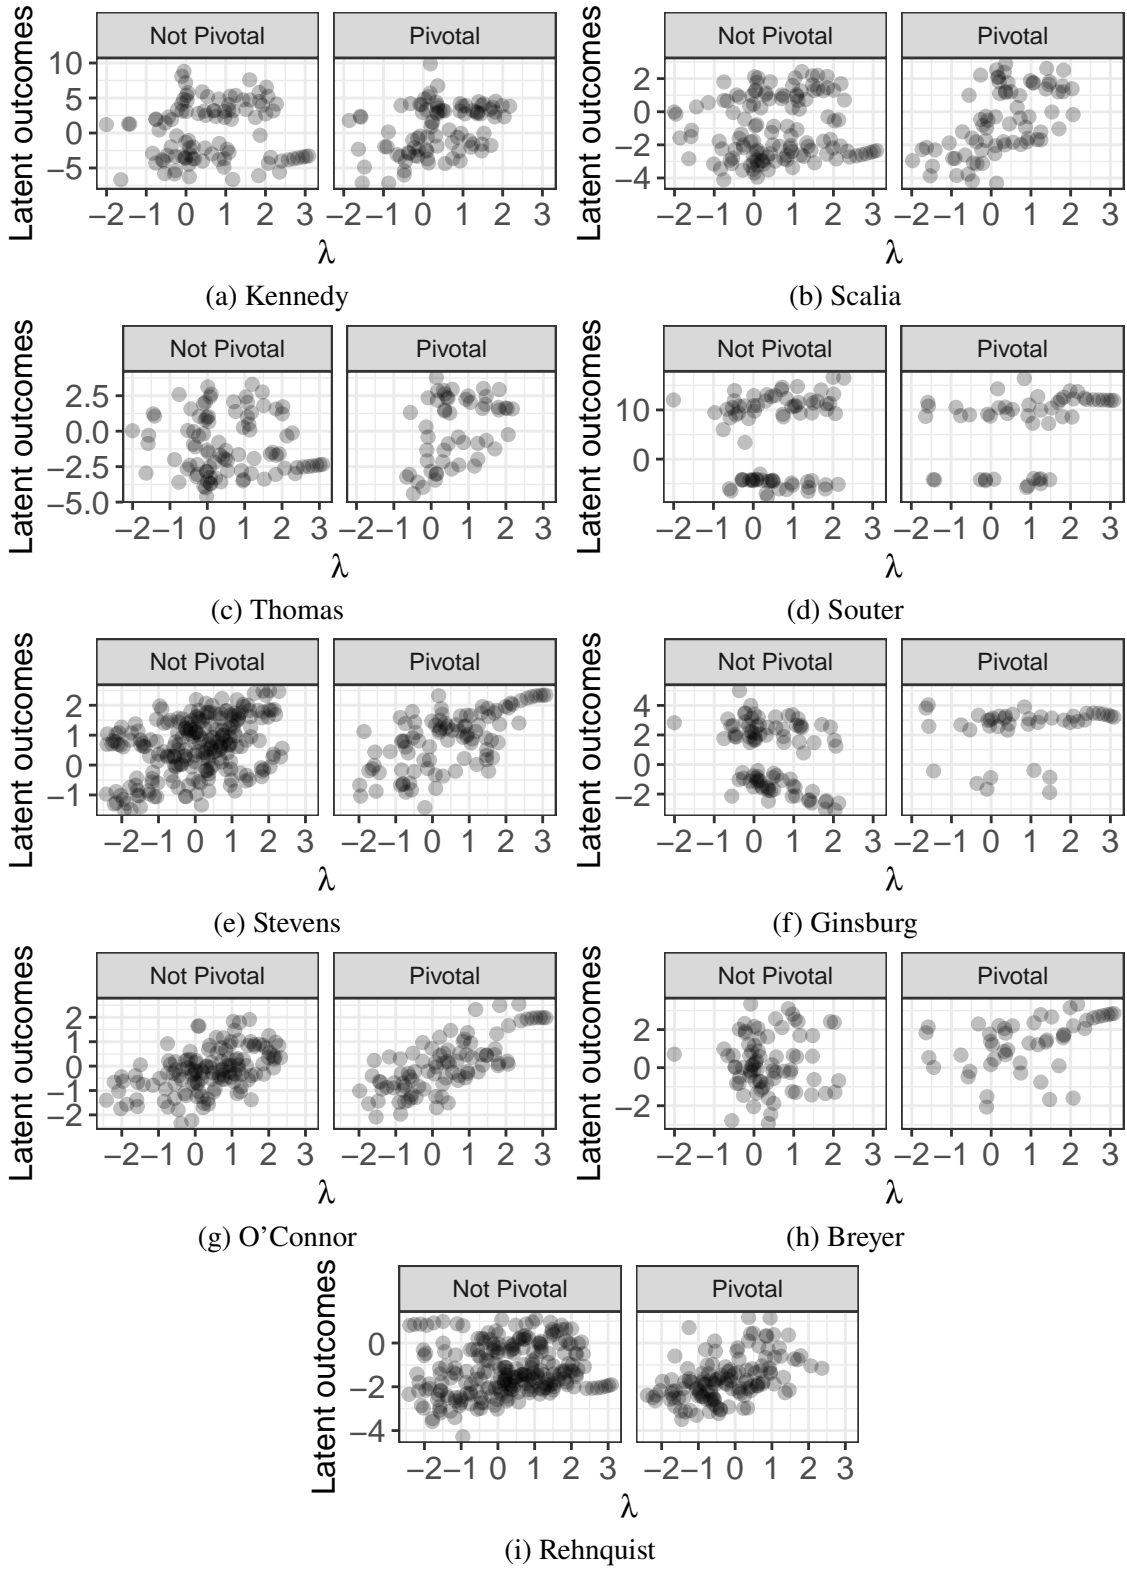 Latent outcomes
Not Pivotal
Pivotal
10
5
0
−5
−2 −1 0 1 2 3
−2 −1 0 1 2 3
λ
(a) Kennedy
Latent outcomes
Not Pivotal
Pivotal
2
0
−2
−4
−2 −1 0 1 2 3
−2 −1 0 1 2 3
λ
(b) Scalia
Latent outcomes
Not Pivotal
Pivotal
2.5
0.0
−2.5
−5.0
−2 −1 0 1 2 3
−2 −1 0 1 2 3
λ
(c) Thomas
Latent outcomes
Not Pivotal
Pivotal
10
0
−2 −1 0 1 2 3
−2 −1 0 1 2 3
λ
(d) Souter
Latent outcomes
Not Pivotal
Pivotal
2
1
0
−1
−2 −1 0 1 2 3
−2 −1 0 1 2 3
λ
(e) Stevens
Latent outcomes
Not Pivotal
Pivotal
4
2
0
−2
−2 −1 0 1 2 3
−2 −1 0 1 2 3
λ
(f) Ginsburg
Latent outcomes
Not Pivotal
Pivotal
2
1
0
−1
−2
−2 −1 0 1 2 3
−2 −1 0 1 2 3
λ
(g) O’Connor
Latent outcomes
Not Pivotal
Pivotal
2
0
−2
−2 −1 0 1 2 3
−2 −1 0 1 2 3
λ
(h) Breyer
Latent outcomes
Not Pivotal
Pivotal
0
−2
−4
−2 −1 0 1 2 3
−2 −1 0 1 2 3
λ
(i) Rehnquist